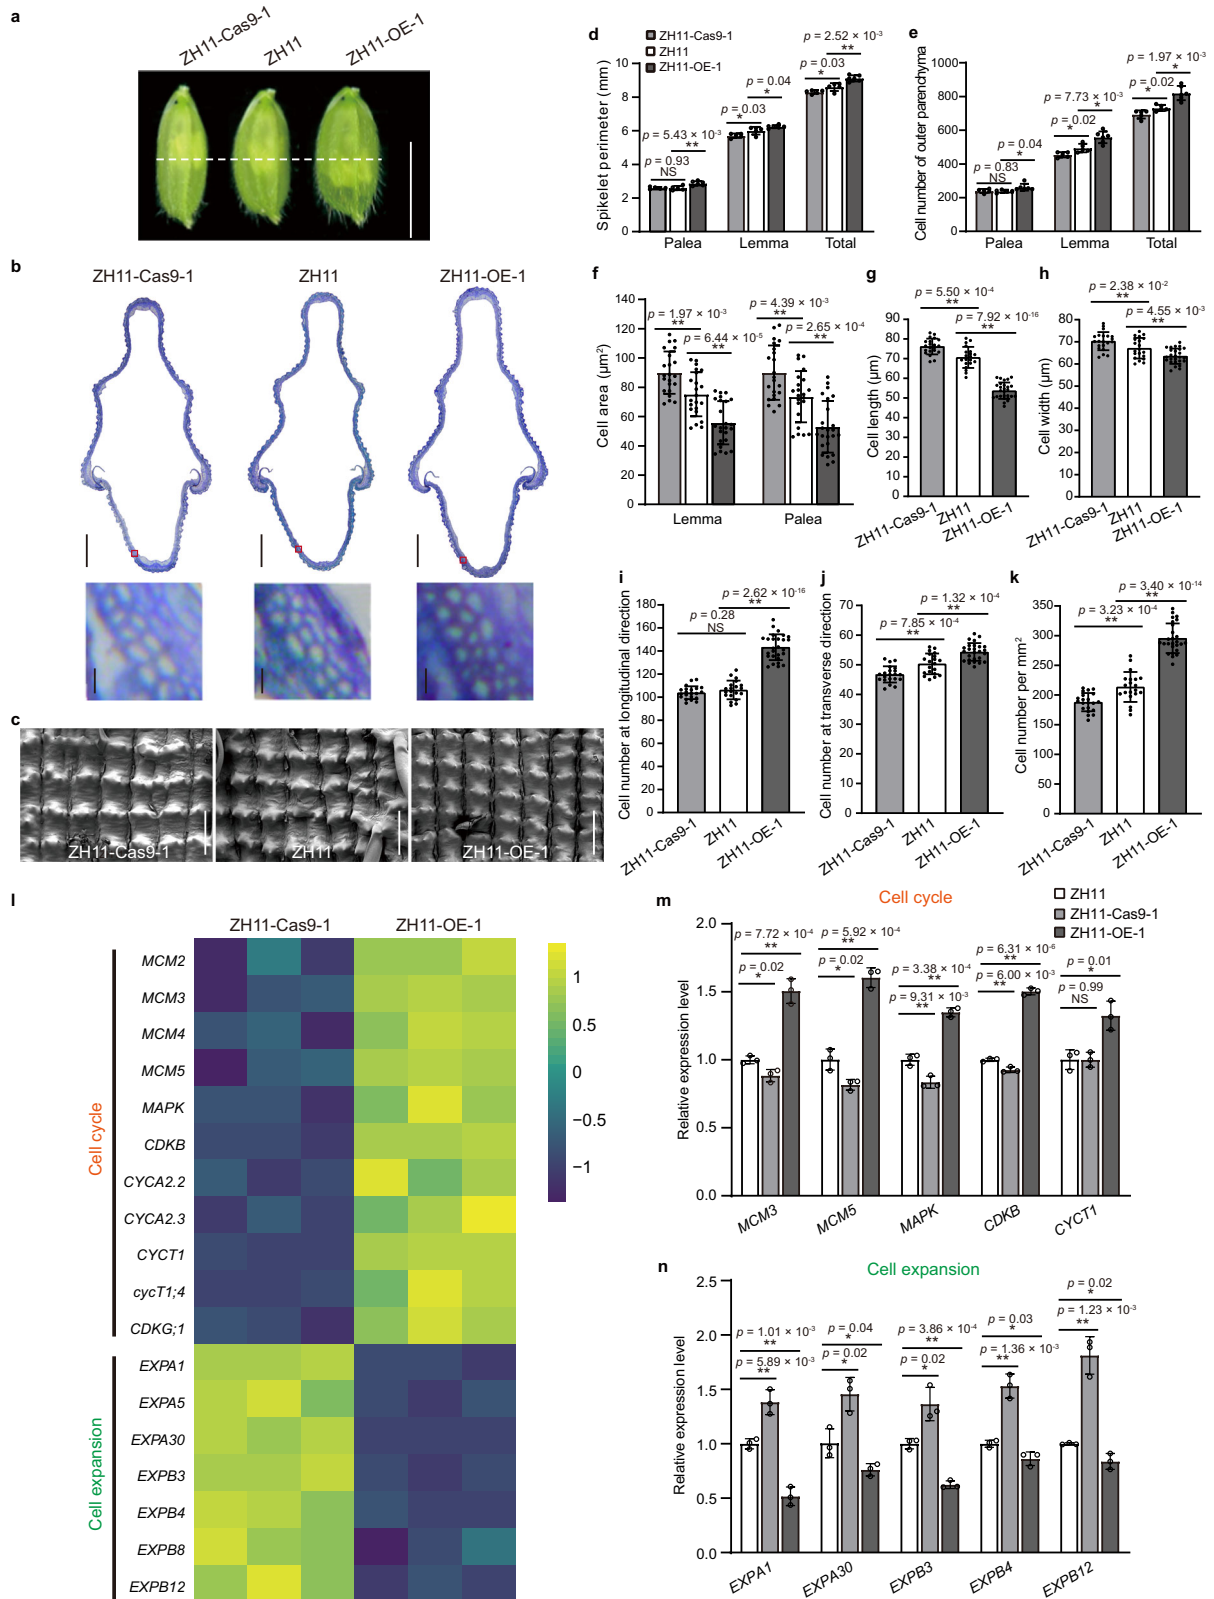 a
ZH11-Cas9-1
ZH11
ZH11-OE-1
b
ZH11-Cas9-1 ZH11 ZH11-OE-1
c
ZH11-Cas9-1 ZH11 ZH11-OE-1
d
ZH11-Cas9-1
ZH11
ZH11-OE-1
p = 2.52 × 10-3
**
p = 0.03
*
p = 0.04
*
p = 0.03
*
p = 5.43 × 10-3
**
p = 0.93
NS
Spikelet perimeter (mm)
10
8
6
4
2
0
Palea Lemma Total
e
p = 1.97 × 10-3
*
p = 0.02
*
p = 7.73 × 10-3
*
p = 0.02
*
p = 0.04
*
p = 0.83
NS
Cell number of outer parenchyma
1000
800
600
400
200
0
Palea Lemma Total
f
p = 1.97 × 10-3
**
p = 6.44 × 10-5
**
p = 4.39 × 10-3
**
p = 2.65 × 10-4
**
Cell area (µm2)
140
120
100
80
60
40
20
0
Lemma Palea
g
p = 5.50 × 10-4
**
p = 7.92 × 10-16
**
Cell length (µm)
90
80
70
60
50
40
30
20
10
0
ZH11-Cas9-1
ZH11
ZH11-OE-1
h
p = 2.38 × 10-2
**
p = 4.55 × 10-3
**
Cell width (µm)
80
70
60
50
40
30
20
10
0
ZH11-Cas9-1
ZH11
ZH11-OE-1
i
p = 2.62 × 10-16
**
p = 0.28
NS
Cell number at longitudinal direction
180
160
140
120
100
80
60
40
20
0
ZH11-Cas9-1
ZH11
ZH11-OE-1
j
p = 1.32 × 10-4
**
p = 7.85 × 10-4
**
Cell number at transverse direction
70
60
50
40
30
20
10
0
ZH11-Cas9-1
ZH11
ZH11-OE-1
k
p = 3.40 × 10-14
**
p = 3.23 × 10-4
**
Cell number per mm2
350
300
250
200
150
100
50
0
ZH11-Cas9-1
ZH11
ZH11-OE-1
l
ZH11-Cas9-1 ZH11-OE-1
Cell cycle
MCM2
MCM3
MCM4
MCM5
MAPK
CDKB
CYCA2.2
CYCA2.3
CYCT1
cycT1;4
CDKG;1
Cell expansion
EXPA1
EXPA5
EXPA30
EXPB3
EXPB4
EXPB8
EXPB12
1
0.5
0
−0.5
−1
m
Cell cycle
ZH11
ZH11-Cas9-1
ZH11-OE-1
p = 7.72 × 10-4
**
p = 0.02
*
p = 5.92 × 10-4
**
p = 0.02
*
p = 3.38 × 10-4
**
p = 9.31 × 10-3
**
p = 6.31 × 10-6
**
p = 6.00 × 10-3
**
p = 0.01
*
p = 0.99
NS
Relative expression level
2.0
1.5
1.0
0.5
0.0
MCM3 MCM5 MAPK CDKB CYCT1
n
Cell expansion
p = 1.01 × 10-3
**
p = 5.89 × 10-3
**
p = 0.04
*
p = 0.02
*
p = 3.86 × 10-4
**
p = 0.02
*
p = 0.03
*
p = 1.36 × 10-3
**
p = 0.02
*
p = 1.23 × 10-3
**
Relative expression level
2.5
2.0
1.5
1.0
0.5
0.0
EXPA1 EXPA30 EXPB3 EXPB4 EXPB12